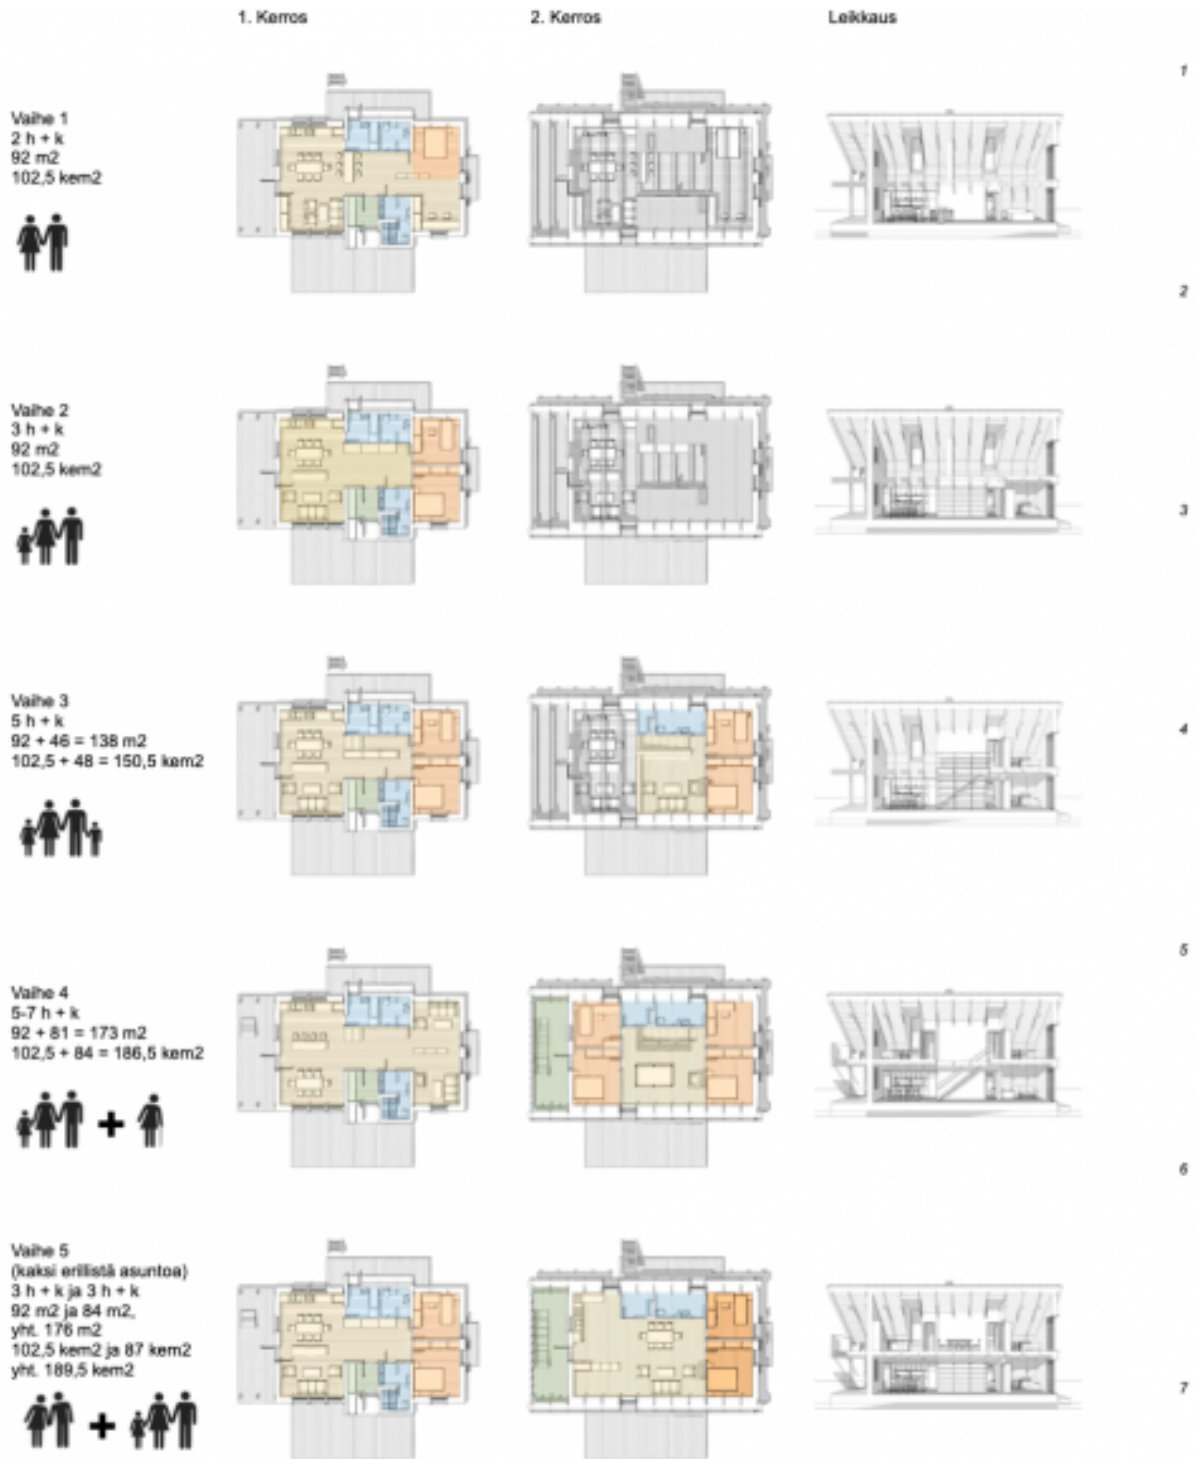 1. Kerros
2. Kerros
Leikkaus
1
Vaihe 1
2 h + k
92 m2
102,5 kem2
2
Vaihe 2
3 h + k
92 m2
102,5 kem2
3
Vaihe 3
5 h + k
92 + 46 = 138 m2
102,5 + 48 = 150,5 kem2
4
5
Vaihe 4
5-7 h + k
92 + 81 = 173 m2
102,5 + 84 = 186,5 kem2
+
6
Vaihe 5
(kaksi erillistä asuntoa)
3 h + k ja 3 h + k
92 m2 ja 84 m2,
yht. 176 m2
102,5 kem2 ja 87 kem2
yht. 189,5 kem2
7
+